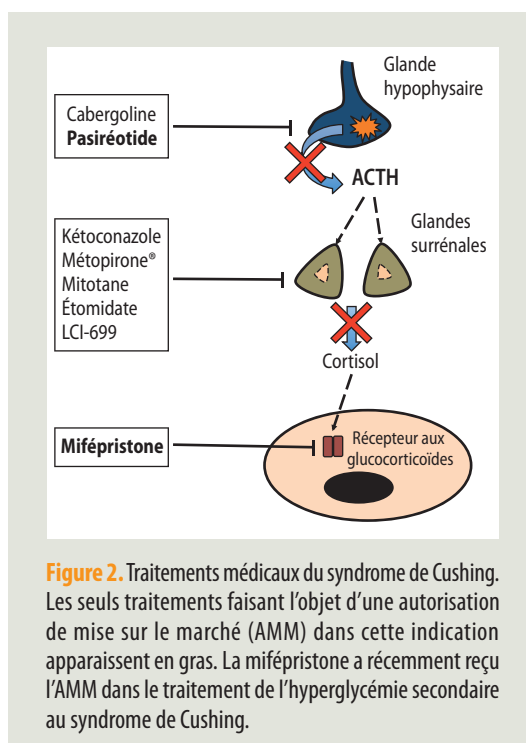 Glande
hypophysaire
Cabergoline
Pasiréotide
ACTH
Glandes
surrénales
Kétoconazole
Métopirone®
Mitotane
Étomidate
LCI-699
Cortisol
Mifépristone
Récepteur aux
glucocorticoïdes
Figure 2. Traitements médicaux du syndrome de Cushing.
Les seuls traitements faisant l'objet d'une autorisation
de mise sur le marché (AMM) dans cette indication
apparaissent en gras. La mifépristone a récemment reçu
l'AMM dans le traitement de l'hyperglycémie secondaire
au syndrome de Cushing.